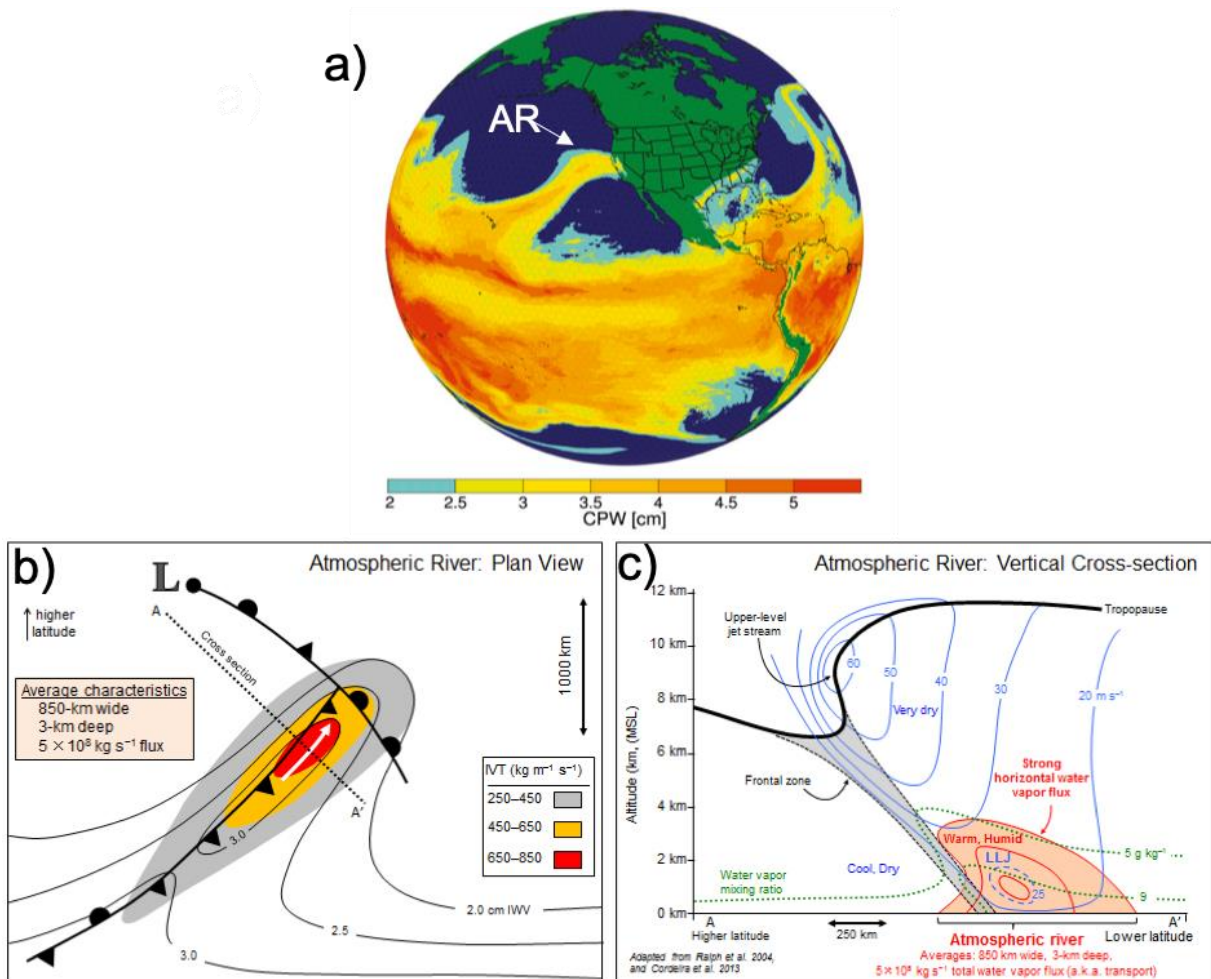 a)
AR
2 2.5 3 3.5 4 4.5 5
CPW [cm]
b)
Atmospheric River: Plan View
L
higher
latitude
A
Cross section
A'
1000 km
Average characteristics
850-km wide
3-km deep
5 × 10⁸ kg s⁻¹ flux
IVT (kg m⁻¹ s⁻¹)
250–450
450–650
650–850
3.0
2.0 cm IWV
2.5
3.0
c)
Atmospheric River: Vertical Cross-section
Altitude (km, (MSL)
12 km
10 km
8 km
6 km
4 km
2 km
0 km
Tropopause
Upper-level
jet stream
60
50
40
30
20 m s⁻¹
Very dry
Frontal zone
Strong
horizontal water
vapor flux
Warm, Humid
LLJ
25
5 g kg⁻¹
9
Cool, Dry
Water vapor
mixing ratio
A
Higher latitude
250 km
A'
Lower latitude
Atmospheric river
Averages: 850 km wide, 3-km deep,
5×10⁸ kg s⁻¹ total water vapor flux (a.k.a. transport)
Adapted from Ralph et al. 2004,
and Cordeira et al. 2013